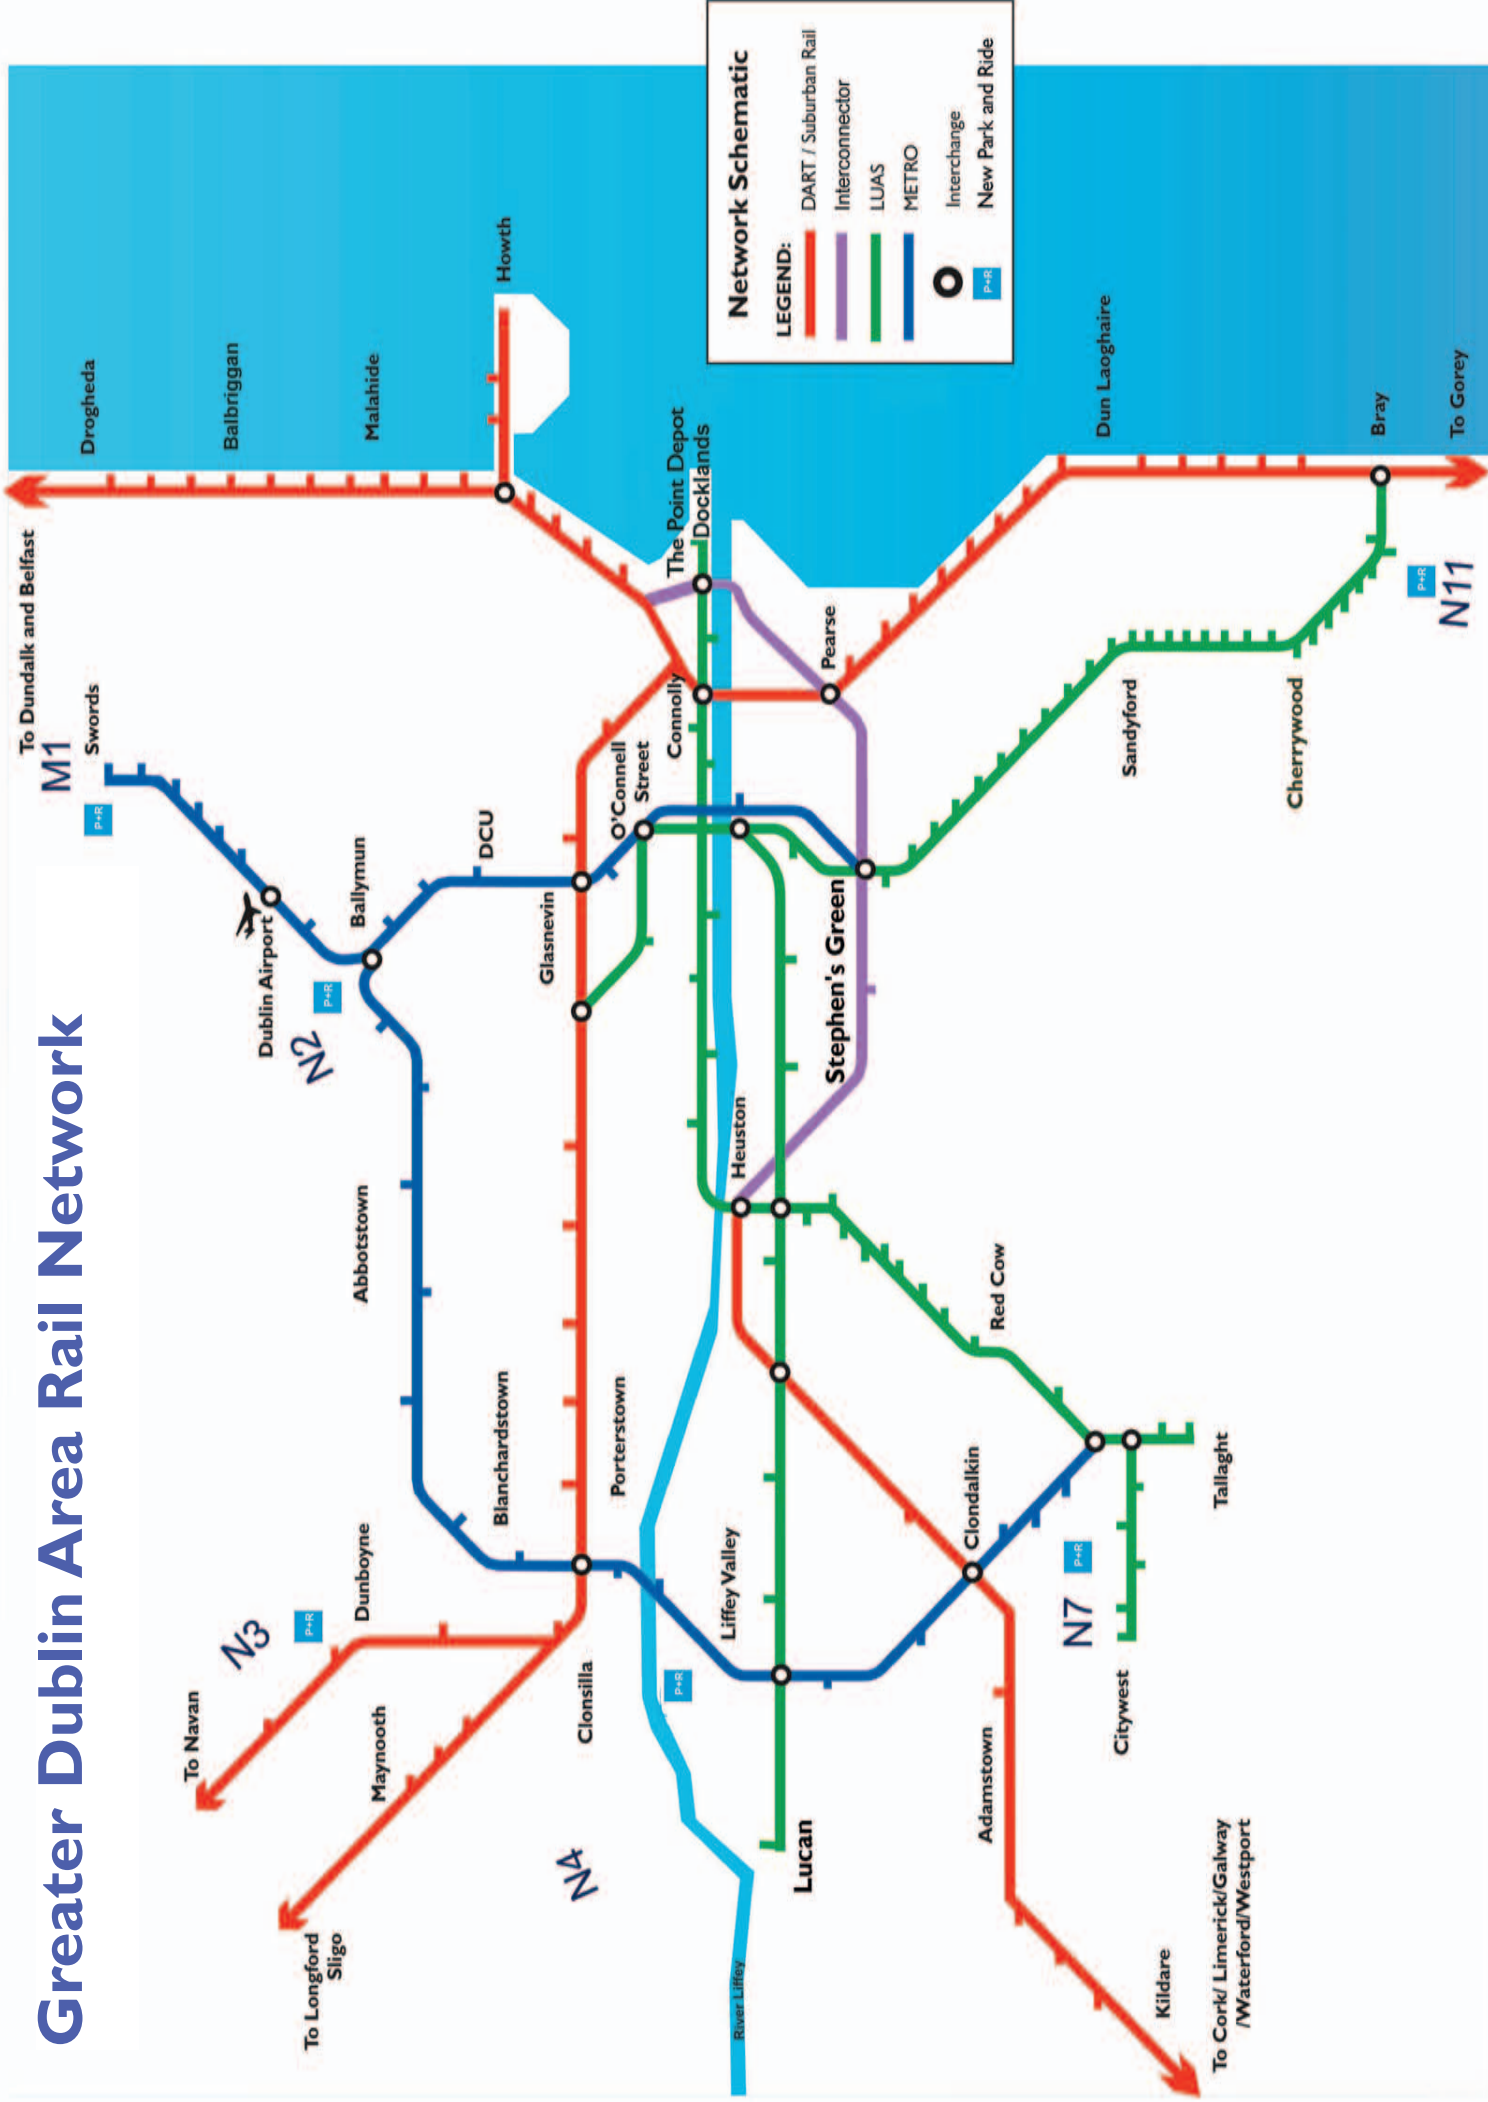 Greater Dublin Area Rail Network
To Dundalk and Belfast
Drogheda
M1
Swords
P+R
Balbriggan
Malahide
Howth
Dublin Airport
N2
P+R
Ballymun
DCU
Abbotstown
N3
P+R
Dunboyne
To Navan
Maynooth
To Longford
Sligo
Blanchardstown
Glasnevin
O'Connell
Street
Connolly
The Point Depot
Docklands
Porterstown
Clonsilla
N4
P+R
Liffey Valley
Lucan
River Liffey
Heuston
Pearse
Stephen's Green
Red Cow
Clondalkin
Adamstown
N7
P+R
Citywest
Tallaght
Kildare
To Cork/ Limerick/Galway
/Waterford/Westport
Sandyford
Cherrywood
Dun Laoghaire
Bray
To Gorey
P+R
N11
Network Schematic
LEGEND:
DART / Suburban Rail
Interconnector
LUAS
METRO
Interchange
P+R New Park and Ride